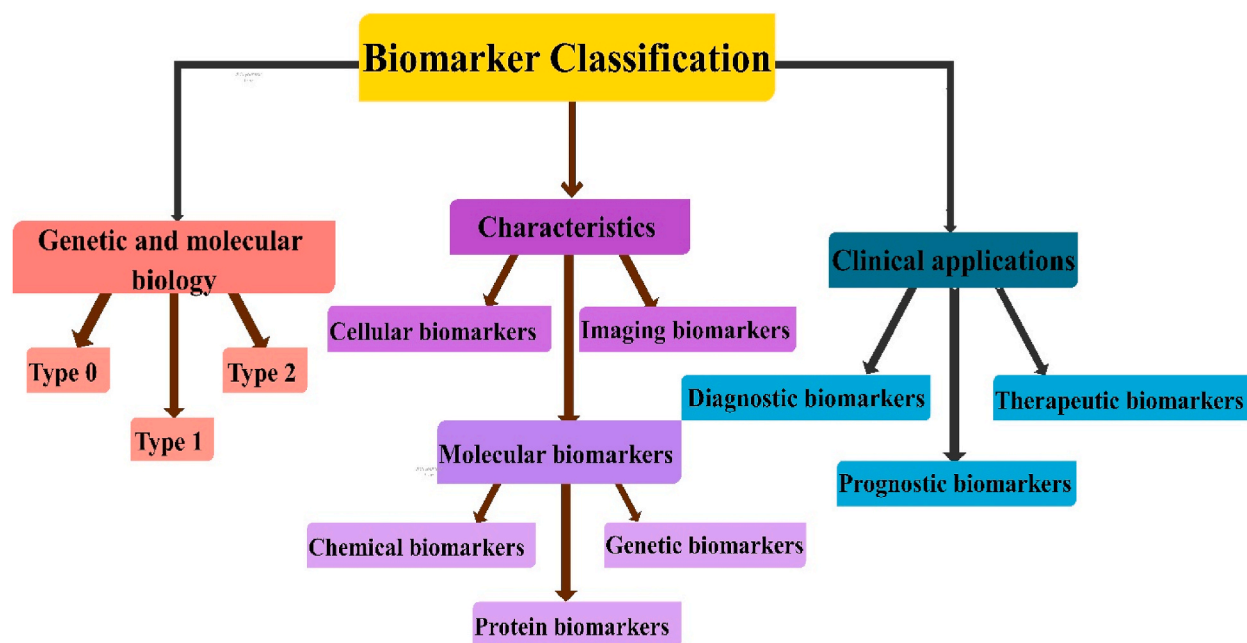 Biomarker Classification
Genetic and molecular
biology
Type 0
Type 1
Type 2
Characteristics
Cellular biomarkers
Imaging biomarkers
Molecular biomarkers
Chemical biomarkers
Protein biomarkers
Genetic biomarkers
Clinical applications
Diagnostic biomarkers
Prognostic biomarkers
Therapeutic biomarkers